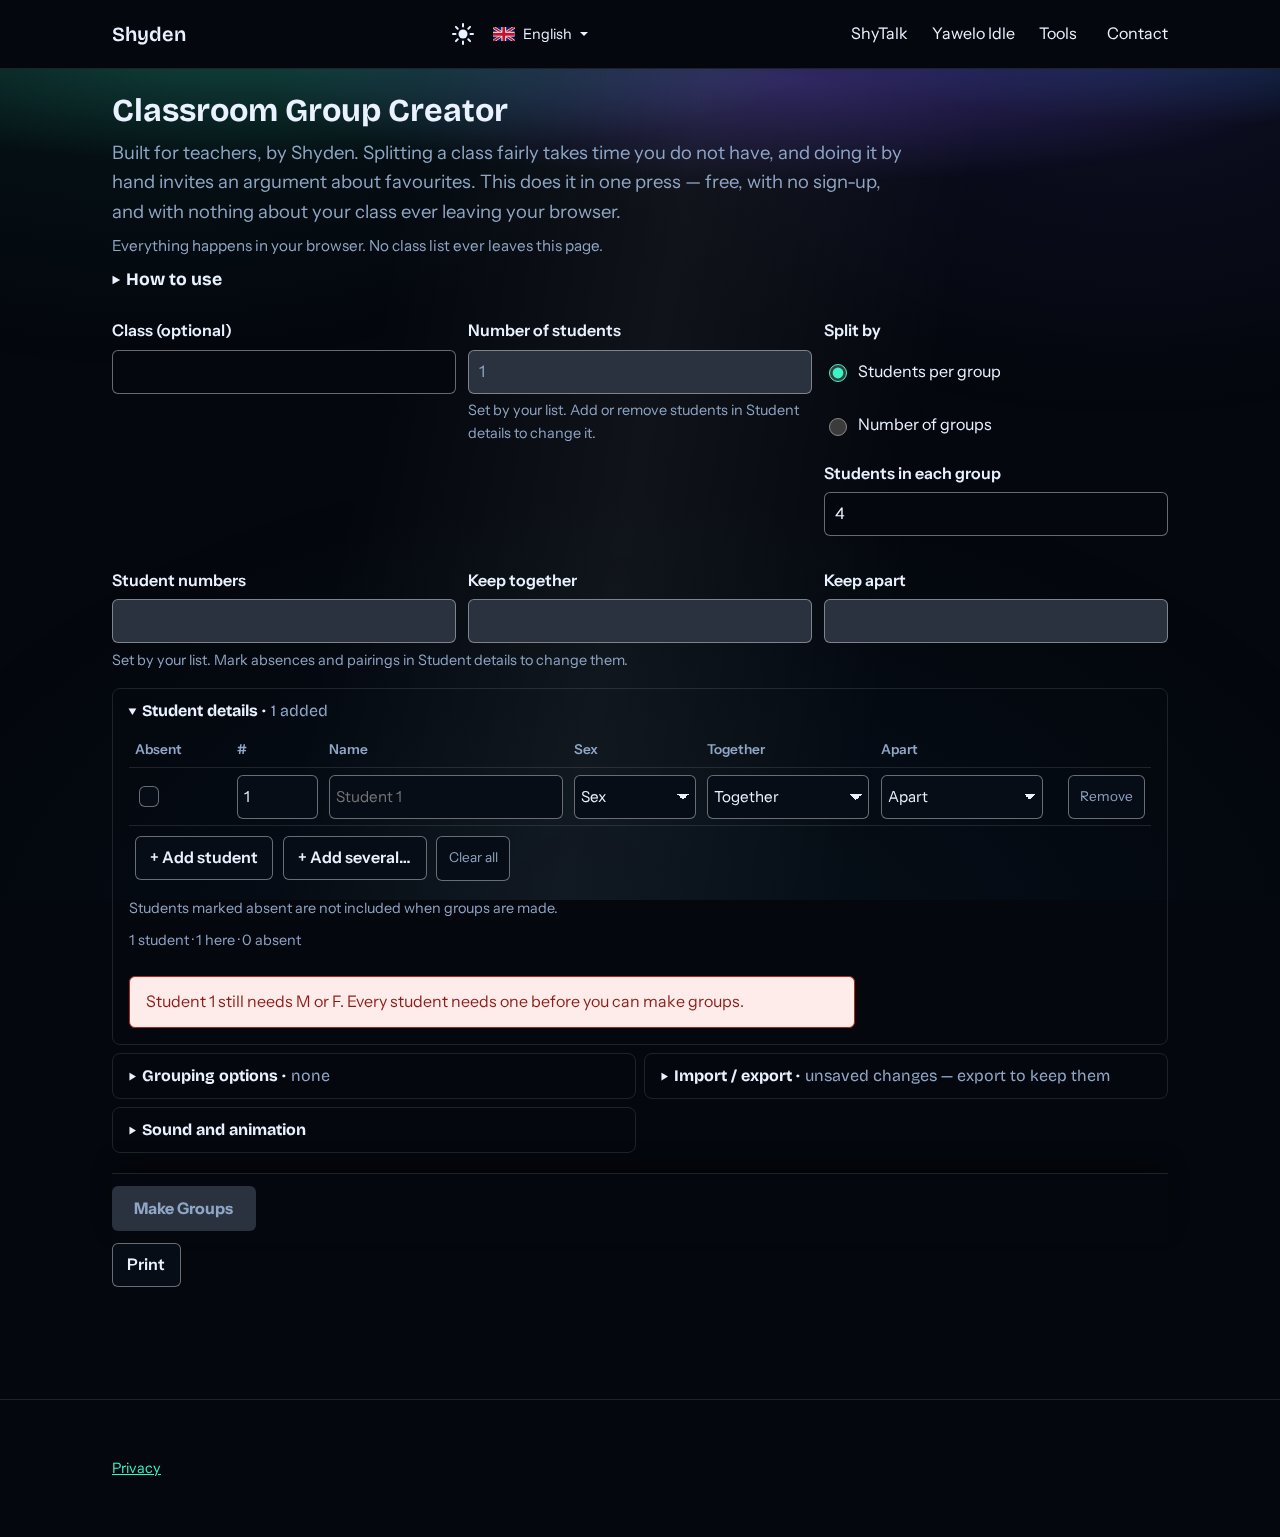 Shyden
English
ShyTalk
Yawelo Idle
Tools
Contact
Classroom Group Creator
Built for teachers, by Shyden. Splitting a class fairly takes time you do not have, and doing it by
hand invites an argument about favourites. This does it in one press — free, with no sign-up,
and with nothing about your class ever leaving your browser.
Everything happens in your browser. No class list ever leaves this page.
How to use
Class (optional)
Number of students
1
Set by your list. Add or remove students in Student
details to change it.
Split by
Students per group
Number of groups
Students in each group
4
Student numbers
Keep together
Keep apart
Set by your list. Mark absences and pairings in Student details to change them.
Student details · 1 added
Absent
#
Name
Sex
Together
Apart
1
Student 1
Sex
Together
Apart
Remove
+ Add student
+ Add several...
Clear all
Students marked absent are not included when groups are made.
1 student · 1 here · 0 absent
Student 1 still needs M or F. Every student needs one before you can make groups.
Grouping options · none
Import / export · unsaved changes — export to keep them
Sound and animation
Make Groups
Print
Privacy